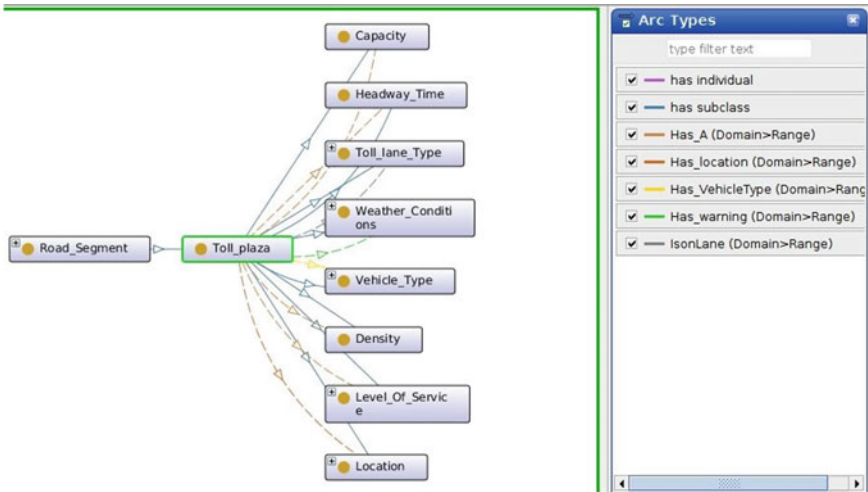 Capacity
Headway_Time
Toll_lane_Type
Weather_Conditi
ons
Road_Segment
Toll_plaza
Vehicle_Type
Density
Level_Of_Servic
e
Location
Arc Types
type filter text
has individual
has subclass
Has_A (Domain>Range)
Has_location (Domain>Range)
Has_VehicleType (Domain>Rang
Has_warning (Domain>Range)
IsonLane (Domain>Range)